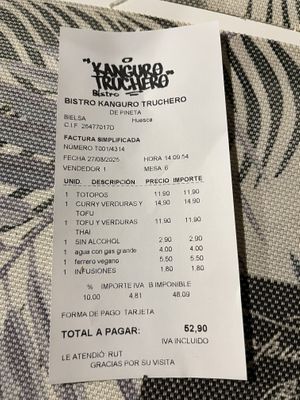 "KANGURO
TRUCHERO"
Bistro
BISTRO KANGURO TRUCHERO
DE PINETA
BIELSA Huesca
C.I.F. 25477017D
FACTURA SIMPLIFICADA
NÚMERO T001/4314
FECHA 27/08/2025 HORA 14:09:54
VENDEDOR 1 MESA 6
UNID. DESCRIPCIÓN PRECIO IMPORTE
1 TOTOPOS 11,90 11,90
1 CURRY VERDURAS Y 14,90 14,90
TOFU
1 TOFU Y VERDURAS 11,90 11,90
THAI
1 SIN ALCOHOL 2,90 2,90
1 agua con gas grande 4,00 4,00
1 ferrero vegano 5,50 5,50
1 INFUSIONES 1,80 1,80
% IMPORTE IVA B.IMPONIBLE
10,00 4,81 48,09
FORMA DE PAGO TARJETA
TOTAL A PAGAR: 52,90
IVA INCLUIDO
LE ATENDIÓ: RUT
GRACIAS POR SU VISITA